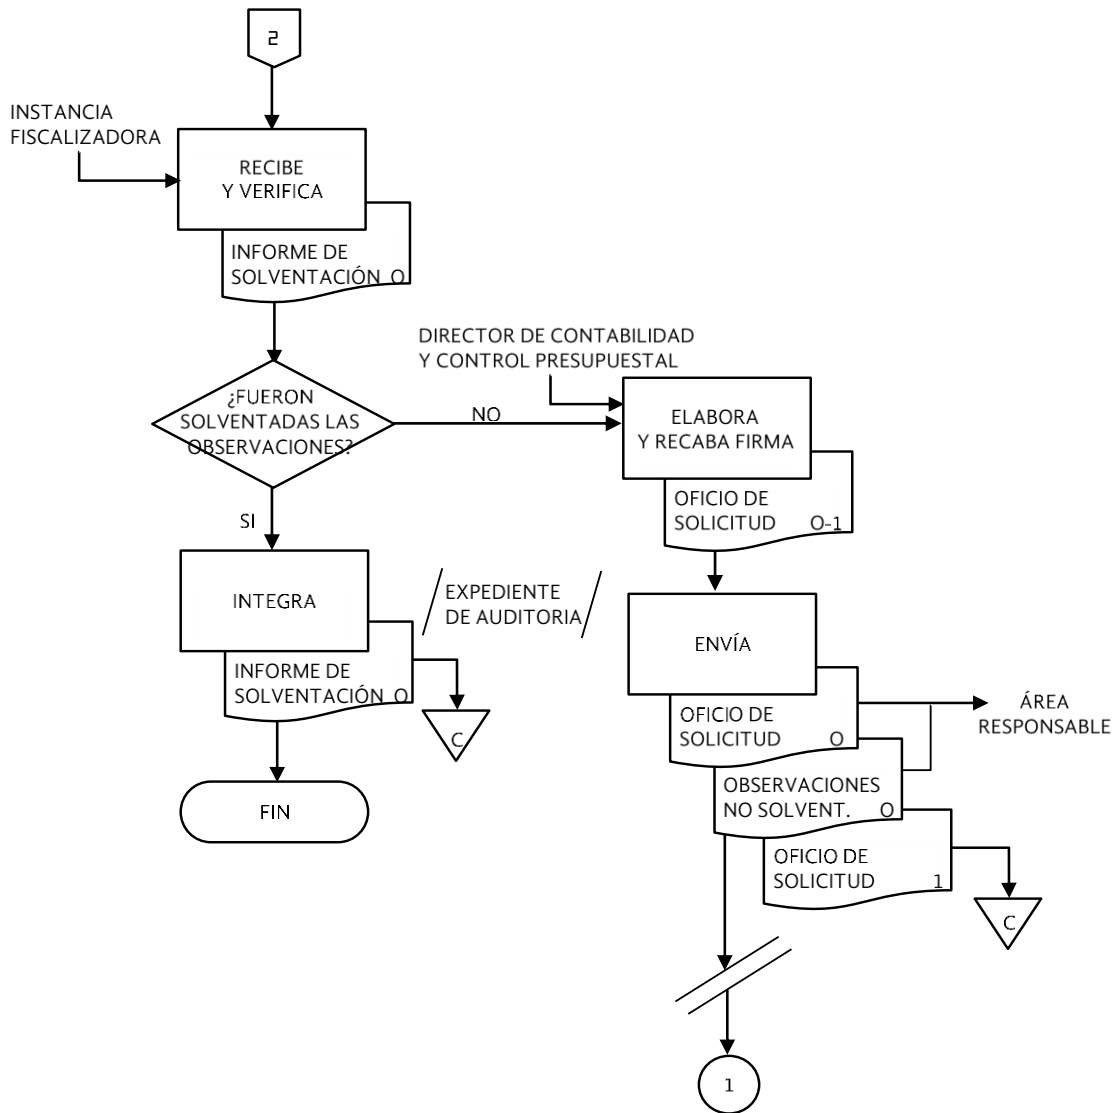 2
INSTANCIA
FISCALIZADORA
RECIBE
Y VERIFICA
INFORME DE
SOLVENTACIÓN O
¿FUERON
SOLVENTADAS LAS
OBSERVACIONES?
NO
DIRECTOR DE CONTABILIDAD
Y CONTROL PRESUPUESTAL
ELABORA
Y RECABA FIRMA
OFICIO DE
SOLICITUD O-1
SI
INTEGRA
EXPEDIENTE
DE AUDITORIA
INFORME DE
SOLVENTACIÓN O
C
FIN
ENVÍA
OFICIO DE
SOLICITUD O
ÁREA
RESPONSABLE
OBSERVACIONES
NO SOLVENT. O
OFICIO DE
SOLICITUD 1
C
1